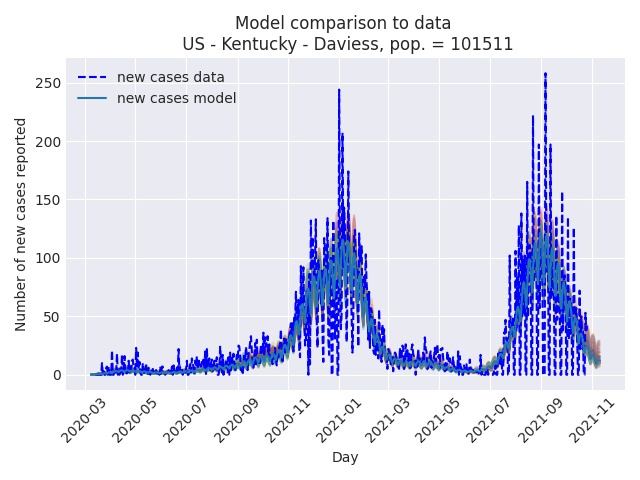 Model comparison to data
US - Kentucky - Daviess, pop. = 101511
new cases data
new cases model
Number of new cases reported
250
200
150
100
50
0
2020-03
2020-05
2020-07
2020-09
2020-11
2021-01
2021-03
2021-05
2021-07
2021-09
2021-11
Day